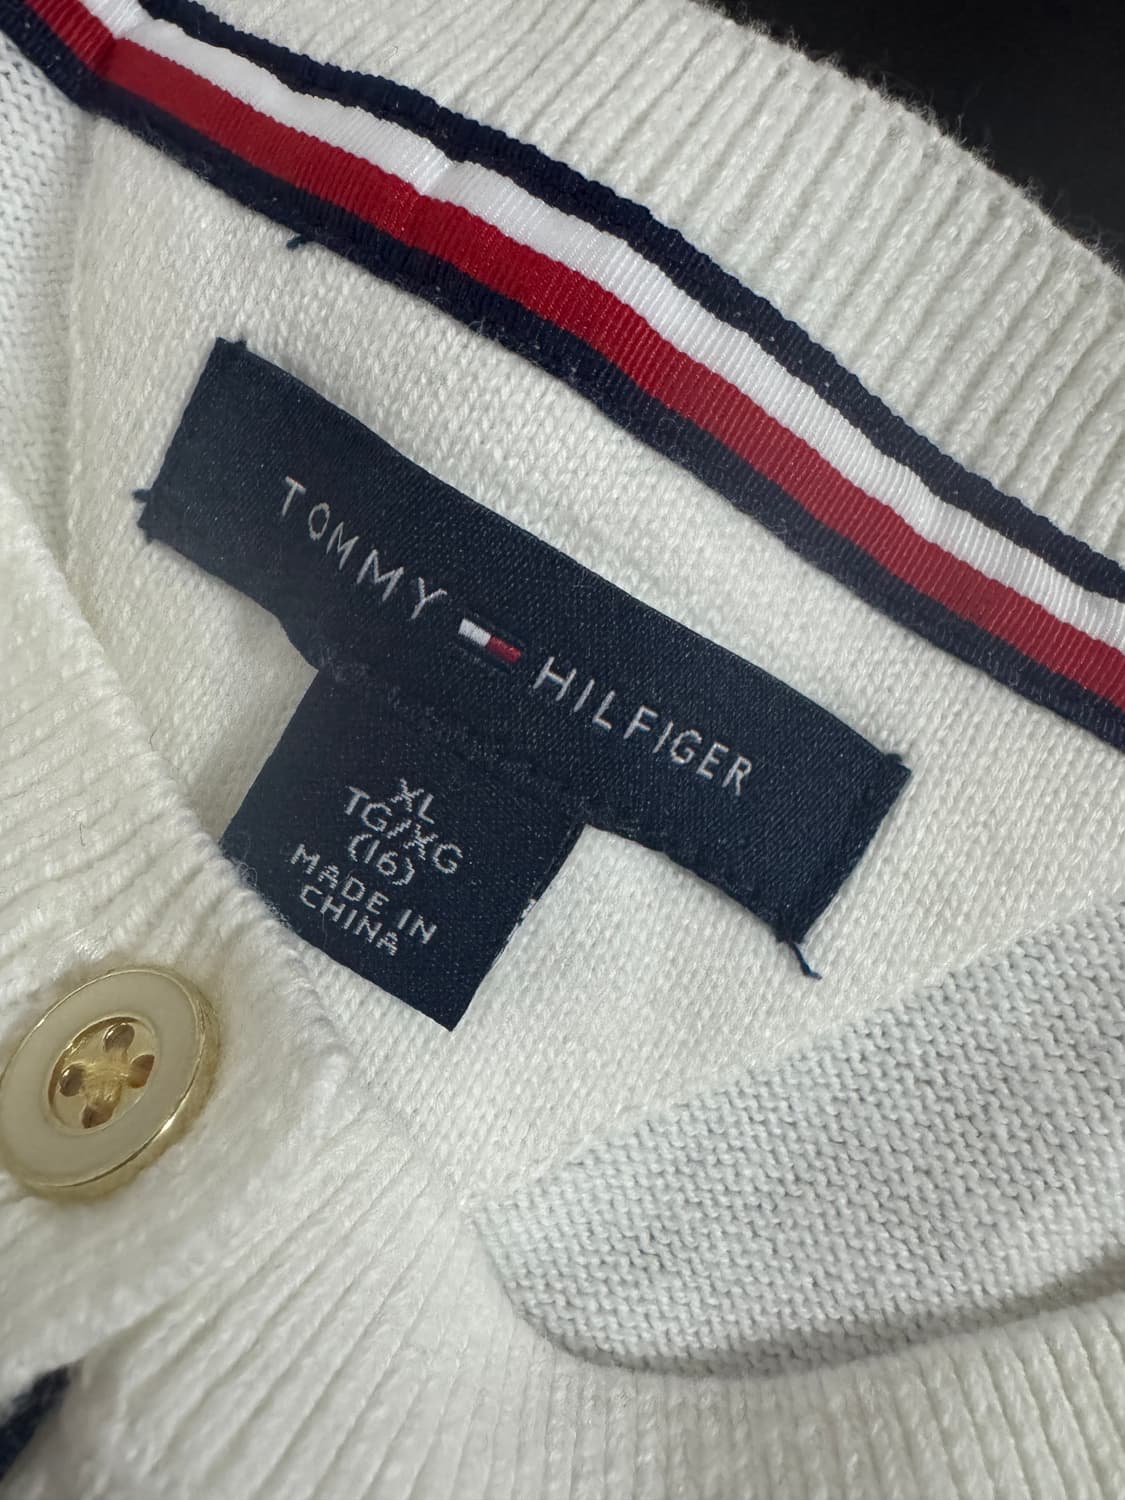 TOMMY HILFIGER
XL
TG/XG
(16)
MADE IN
CHINA